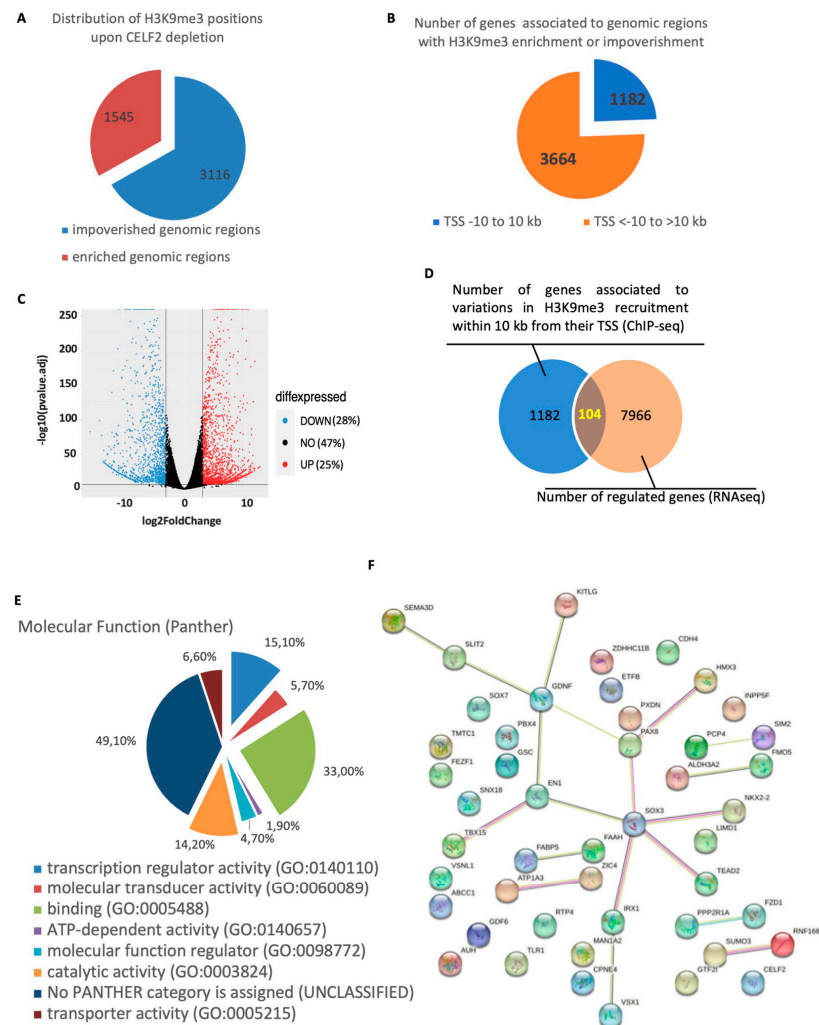 A
Distribution of H3K9me3 positions
upon CELF2 depletion
1545
3116
impoverished genomic regions
enriched genomic regions
B
Number of genes associated to genomic regions
with H3K9me3 enrichment or impoverishment
1182
3664
TSS -10 to 10 kb
TSS <-10 to >10 kb
C
250
200
150
100
50
0
-log10(pvalue.adj)
-10
0
10
log2FoldChange
diffexpressed
DOWN (28%)
NO (47%)
UP (25%)
D
Number of genes associated to
variations in H3K9me3 recruitment
within 10 kb from their TSS (ChIP-seq)
1182
104
7966
Number of regulated genes (RNAseq)
E
Molecular Function (Panther)
15,10%
5,70%
33,00%
1,90%
4,70%
14,20%
49,10%
6,60%
transcription regulator activity (GO:0140110)
molecular transducer activity (GO:0060089)
binding (GO:0005488)
ATP-dependent activity (GO:0140657)
molecular function regulator (GO:0098772)
catalytic activity (GO:0003824)
No PANTHER category is assigned (UNCLASSIFIED)
transporter activity (GO:0005215)
F
KITLG
SEMA3D
SLIT2
CDH4
ZDHHC11B
HMX3
ETFB
GDNF
INPP5F
SOX7
PXDN
PBX4
SIM2
PAX8
PCP4
TMTC1
GSC
FMO5
FEZF1
ALDH3A2
SNX18
EN1
NKX2-2
SOX3
LIMD1
TBX15
FAAH
FABP5
VSNL1
ZIC4
TEAD2
ATP1A3
ABCC1
FZD1
IRX1
PPP2R1A
RTP4
GDF6
RNF168
MAN1A2
SUMO3
AUH
TLR1
CPNE4
GTF2I
CELF2
VSX1